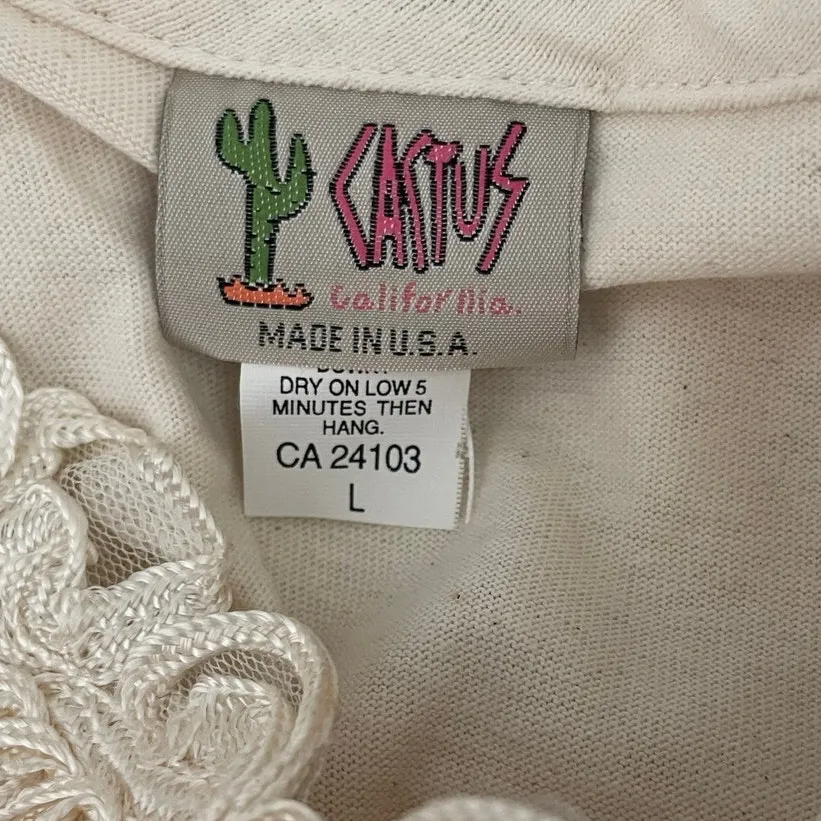 CACTUS
California.
MADE IN U.S.A.
DRY ON LOW 5
MINUTES THEN
HANG.
CA 24103
L